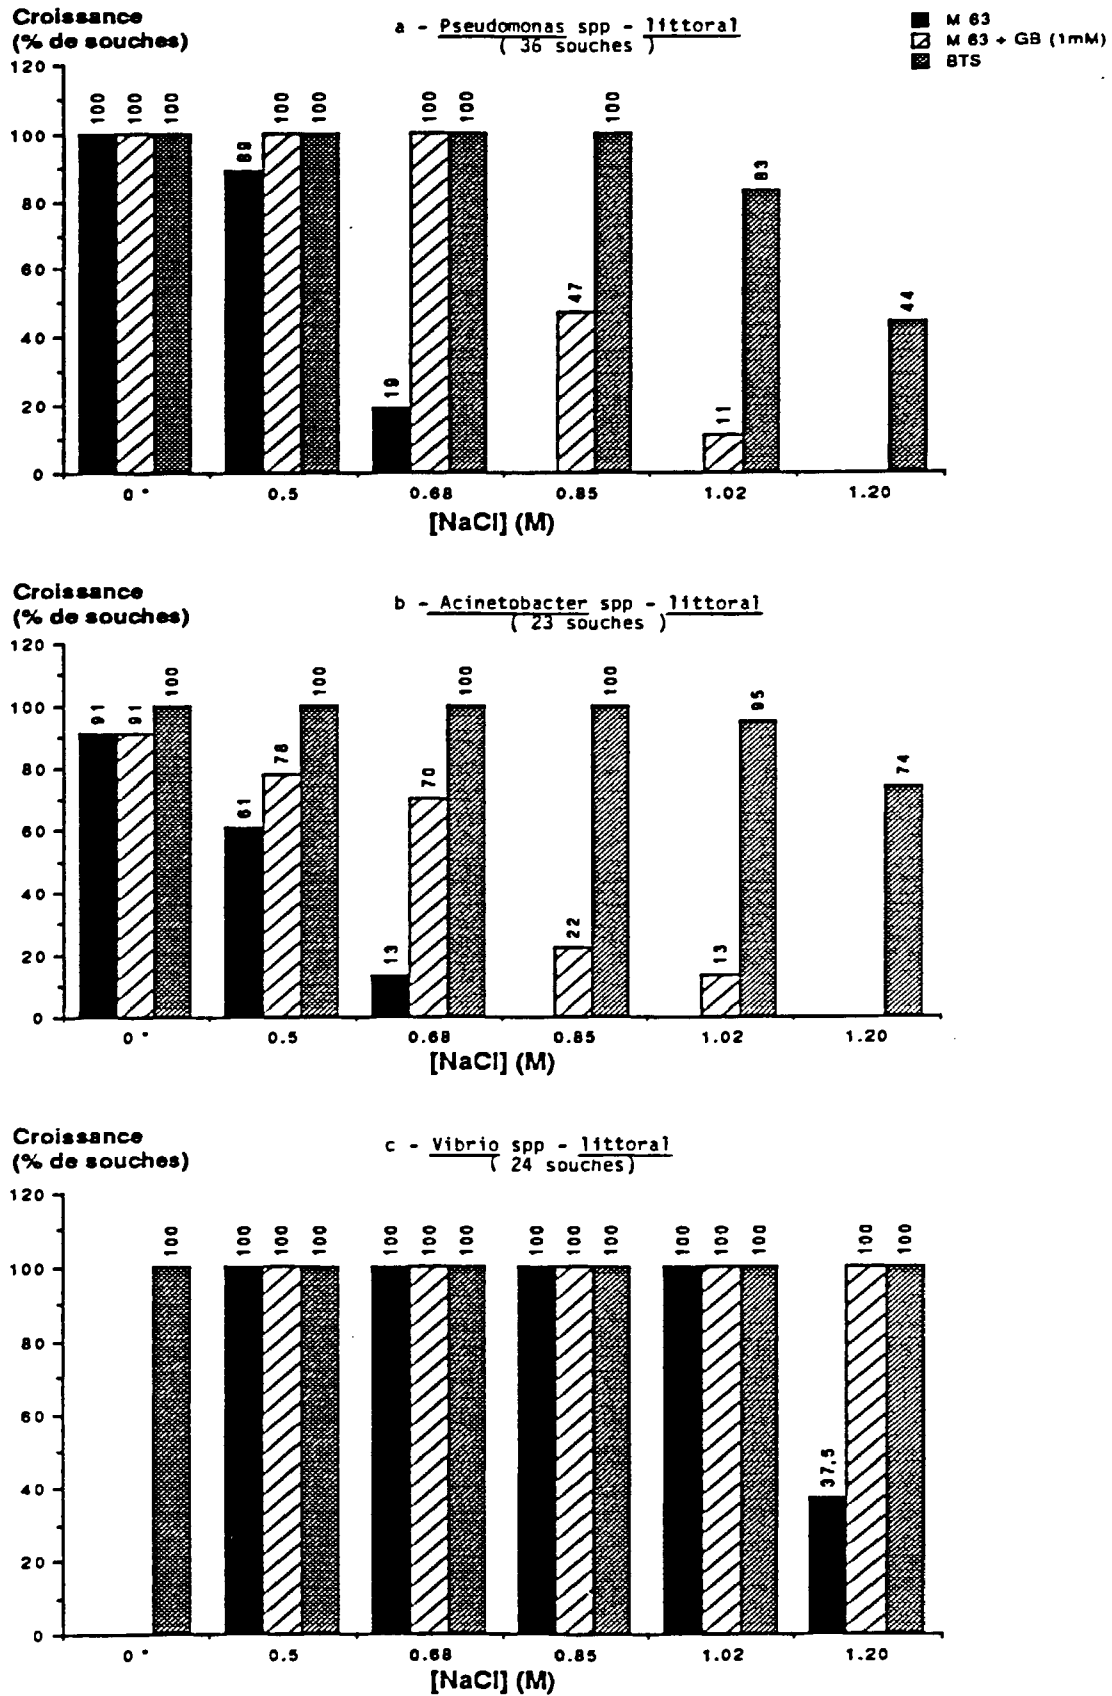 Croissance
(% de souches)
a - Pseudomonas spp - littoral
( 36 souches )
M 63
M 63 + GB (1mM)
BTS
120
100
80
60
40
20
0
100 100 100
89 100 100
19 100 100
47 100
11 83
44
0 * 0.5 0.68 0.85 1.02 1.20
[NaCl] (M)
Croissance
(% de souches)
b - Acinetobacter spp - littoral
( 23 souches )
120
100
80
60
40
20
0
91 91 100
61 78 100
13 70 100
22 100
13 95
74
0 * 0.5 0.68 0.85 1.02 1.20
[NaCl] (M)
Croissance
(% de souches)
c - Vibrio spp - littoral
( 24 souches)
120
100
80
60
40
20
0
100
100 100 100
100 100 100
100 100 100
100 100 100
37,5 100 100
0 * 0.5 0.68 0.85 1.02 1.20
[NaCl] (M)